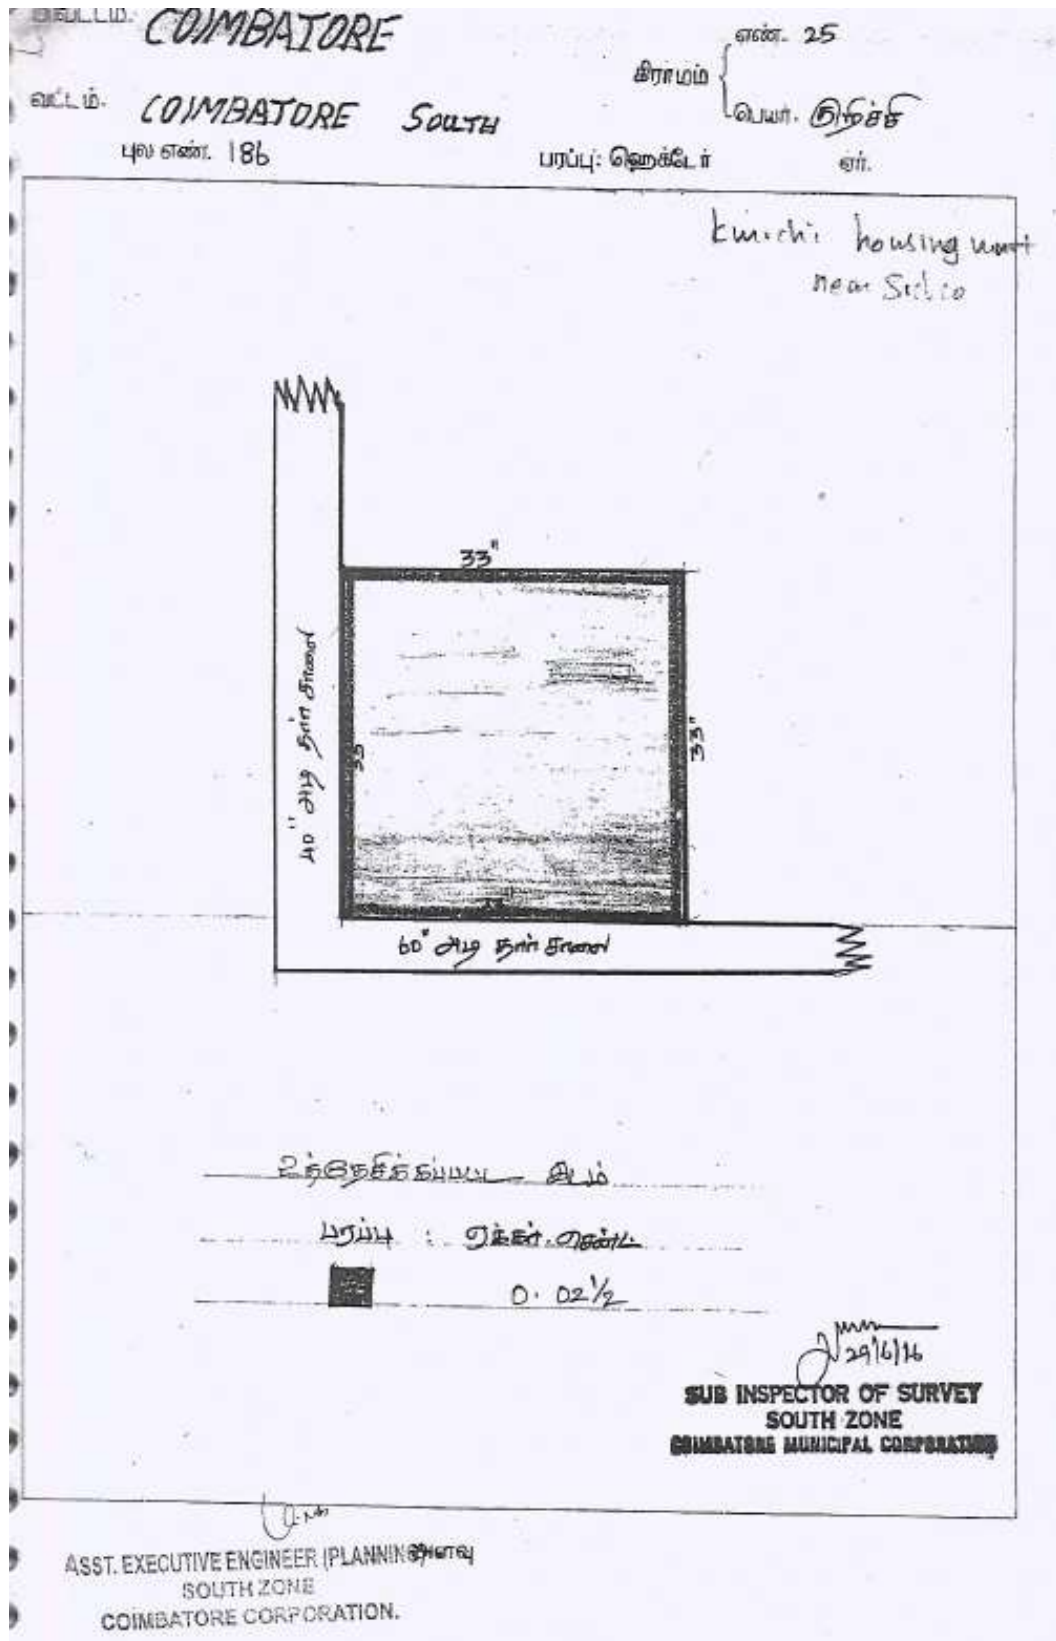 COIMBATORE
எண். 25
கிராமம்
வட்டம். COIMBATORE SOUTH
பெயர். குறிச்சி
புல எண். 186
பரப்பு: ஹெக்டேர் ஏர்.
housing unit
near Sidco
33"
40" அடி தார் சாலை
33
33"
60" அடி தார் சாலை
உத்தேசிக்கப்பட்ட இடம்
பரப்பு : ஏக்கர். செண்ட்
0. 02½
29/6/16
SUB INSPECTOR OF SURVEY
SOUTH ZONE
COIMBATORE MUNICIPAL CORPORATION
ASST. EXECUTIVE ENGINEER (PLANNING
SOUTH ZONE
COIMBATORE CORPORATION.